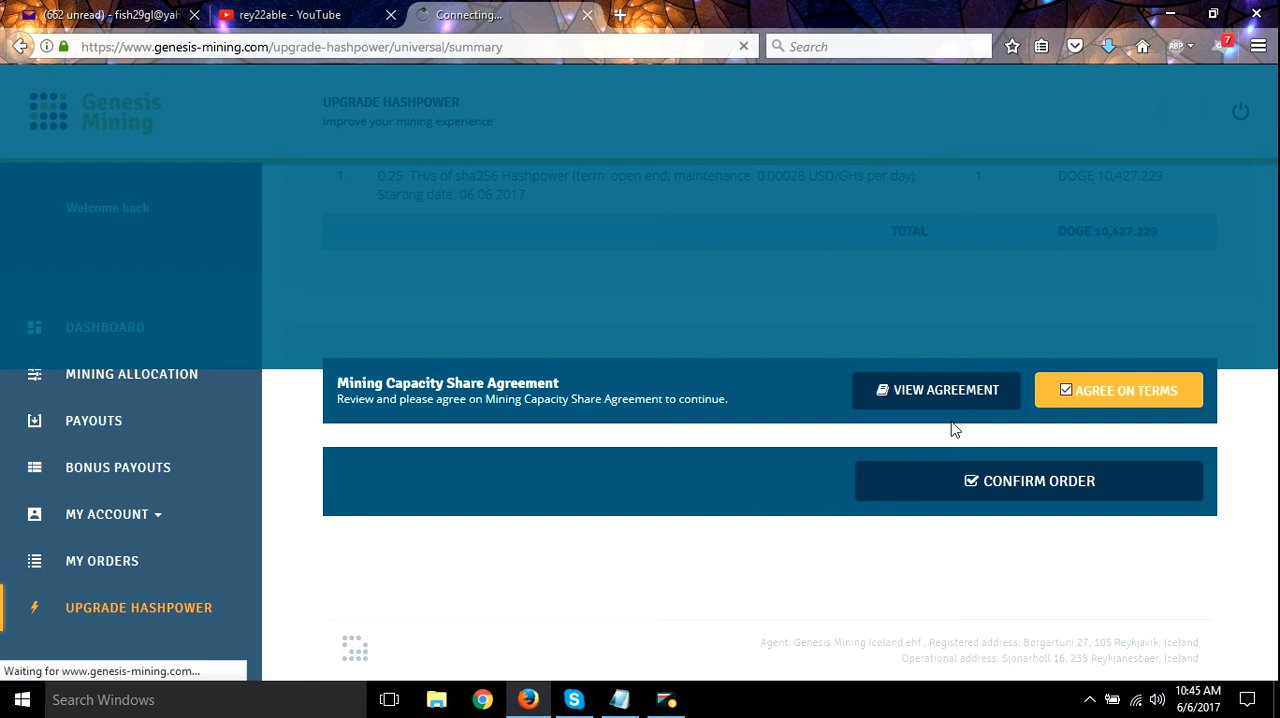 (662 unread) - fish29gl@yah
rey22able - YouTube
Connecting...
https://www.genesis-mining.com/upgrade-hashpower/universal/summary
Search
ABP
7
Genesis
Mining
UPGRADE HASHPOWER
Improve your mining experience
1. 0.25 TH/s of sha256 Hashpower (term: open end; maintenance: 0.00028 USD/GHs per day) 1 DOGE 10,427.229
Starting date: 06.06.2017
TOTAL DOGE 10,427.229
Welcome back
DASHBOARD
MINING ALLOCATION
PAYOUTS
BONUS PAYOUTS
MY ACCOUNT
MY ORDERS
UPGRADE HASHPOWER
Mining Capacity Share Agreement
Review and please agree on Mining Capacity Share Agreement to continue.
VIEW AGREEMENT
AGREE ON TERMS
CONFIRM ORDER
Agent: Genesis Mining Iceland ehf., Registered address: Borgartuni 27, 105 Reykjavik, Iceland
Operational address: Sjonarholl 16, 235 Reykjanesbaer, Iceland
Waiting for www.genesis-mining.com...
Search Windows
10:45 AM
6/6/2017